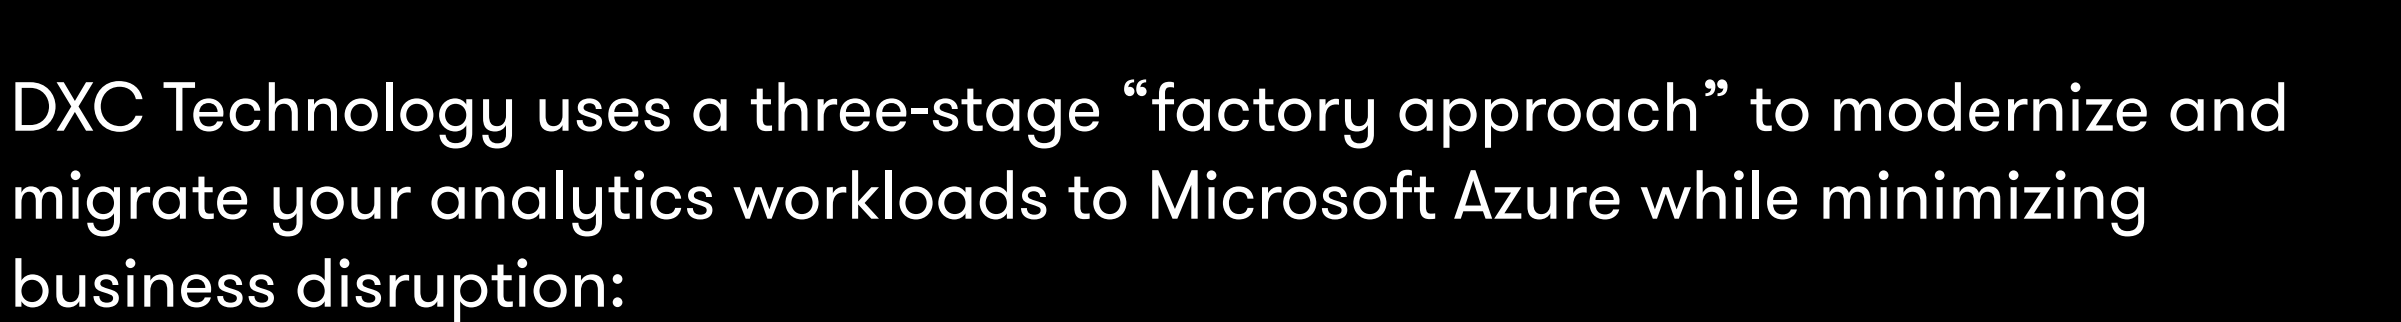 DXC Technology uses a three-stage “factory approach” to modernize and
migrate your analytics workloads to Microsoft Azure while minimizing
business disruption: